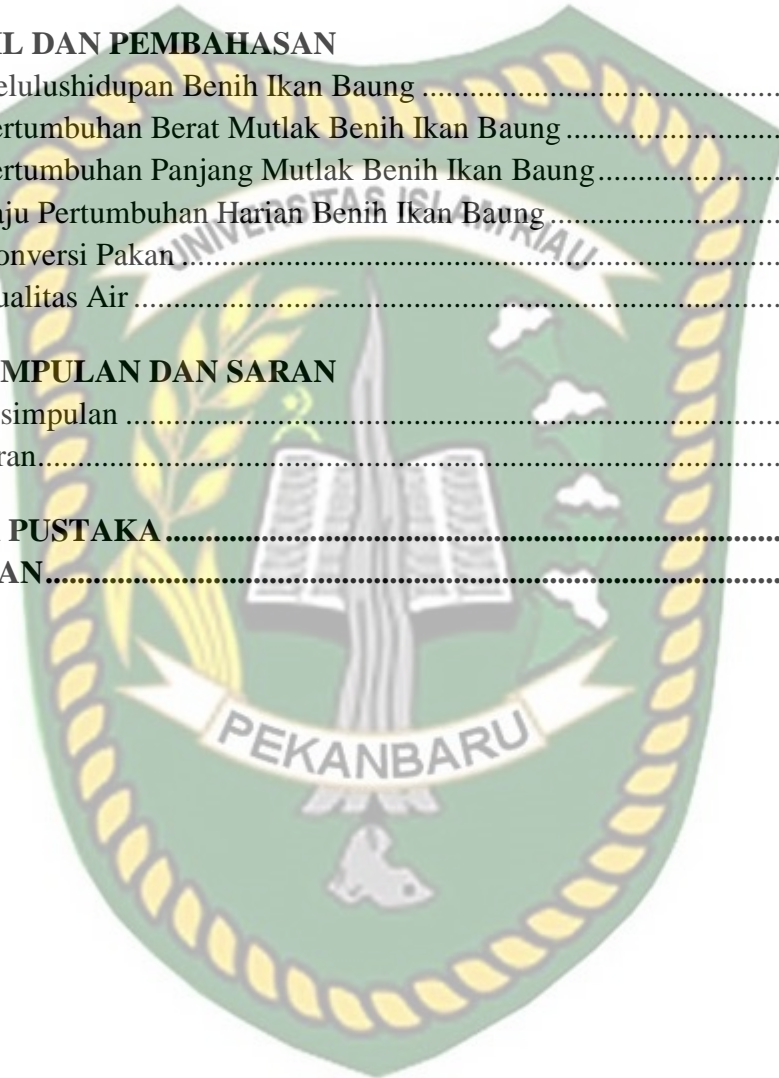 IL DAN PEMBAHASAN
elulushidupan Benih Ikan Baung ......................................................
ertumbuhan Berat Mutlak Benih Ikan Baung ................................
ertumbuhan Panjang Mutlak Benih Ikan Baung............................
aju Pertumbuhan Harian Benih Ikan Baung ...................................
onversi Pakan ...........................................................................................
ualitas Air ..................................................................................................
UNIVERSITAS ISLAM RIAU
MPULAN DAN SARAN
simpulan ....................................................................................................
ran................................................................................................................
PUSTAKA.............................................................................................
AN...............................................................................................................
PEKANBARU